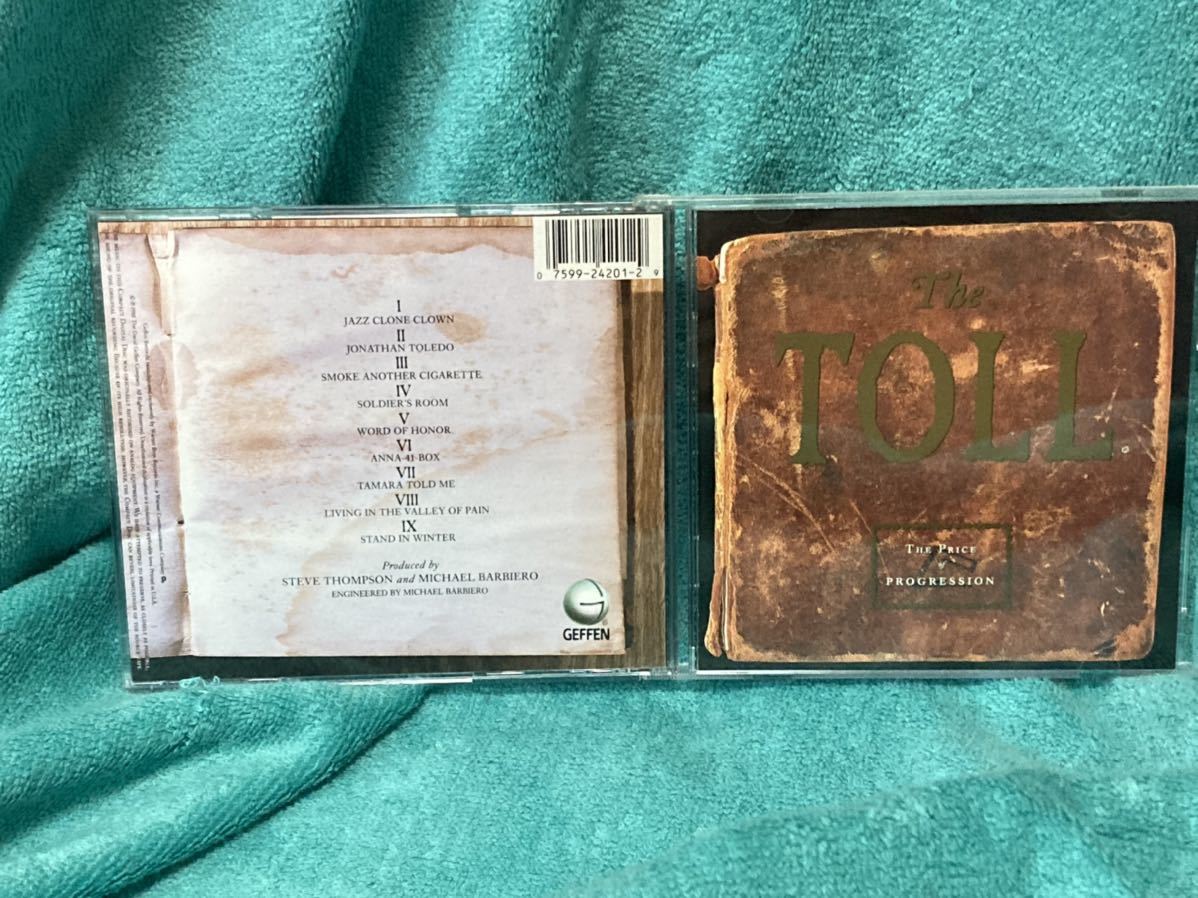 0 7599-24201-2 9
I
JAZZ CLONE CLOWN
II
JONATHAN TOLEDO
III
SMOKE ANOTHER CIGARETTE
IV
SOLDIER'S ROOM
V
WORD OF HONOR
VI
ANNA-41-BOX
VII
TAMARA TOLD ME
VIII
LIVING IN THE VALLEY OF PAIN
IX
STAND IN WINTER
Produced by
STEVE THOMPSON and MICHAEL BARBIERO
ENGINEERED BY MICHAEL BARBIERO
G
®
GEFFEN
The
TOLL
THE PRICE
of
PROGRESSION